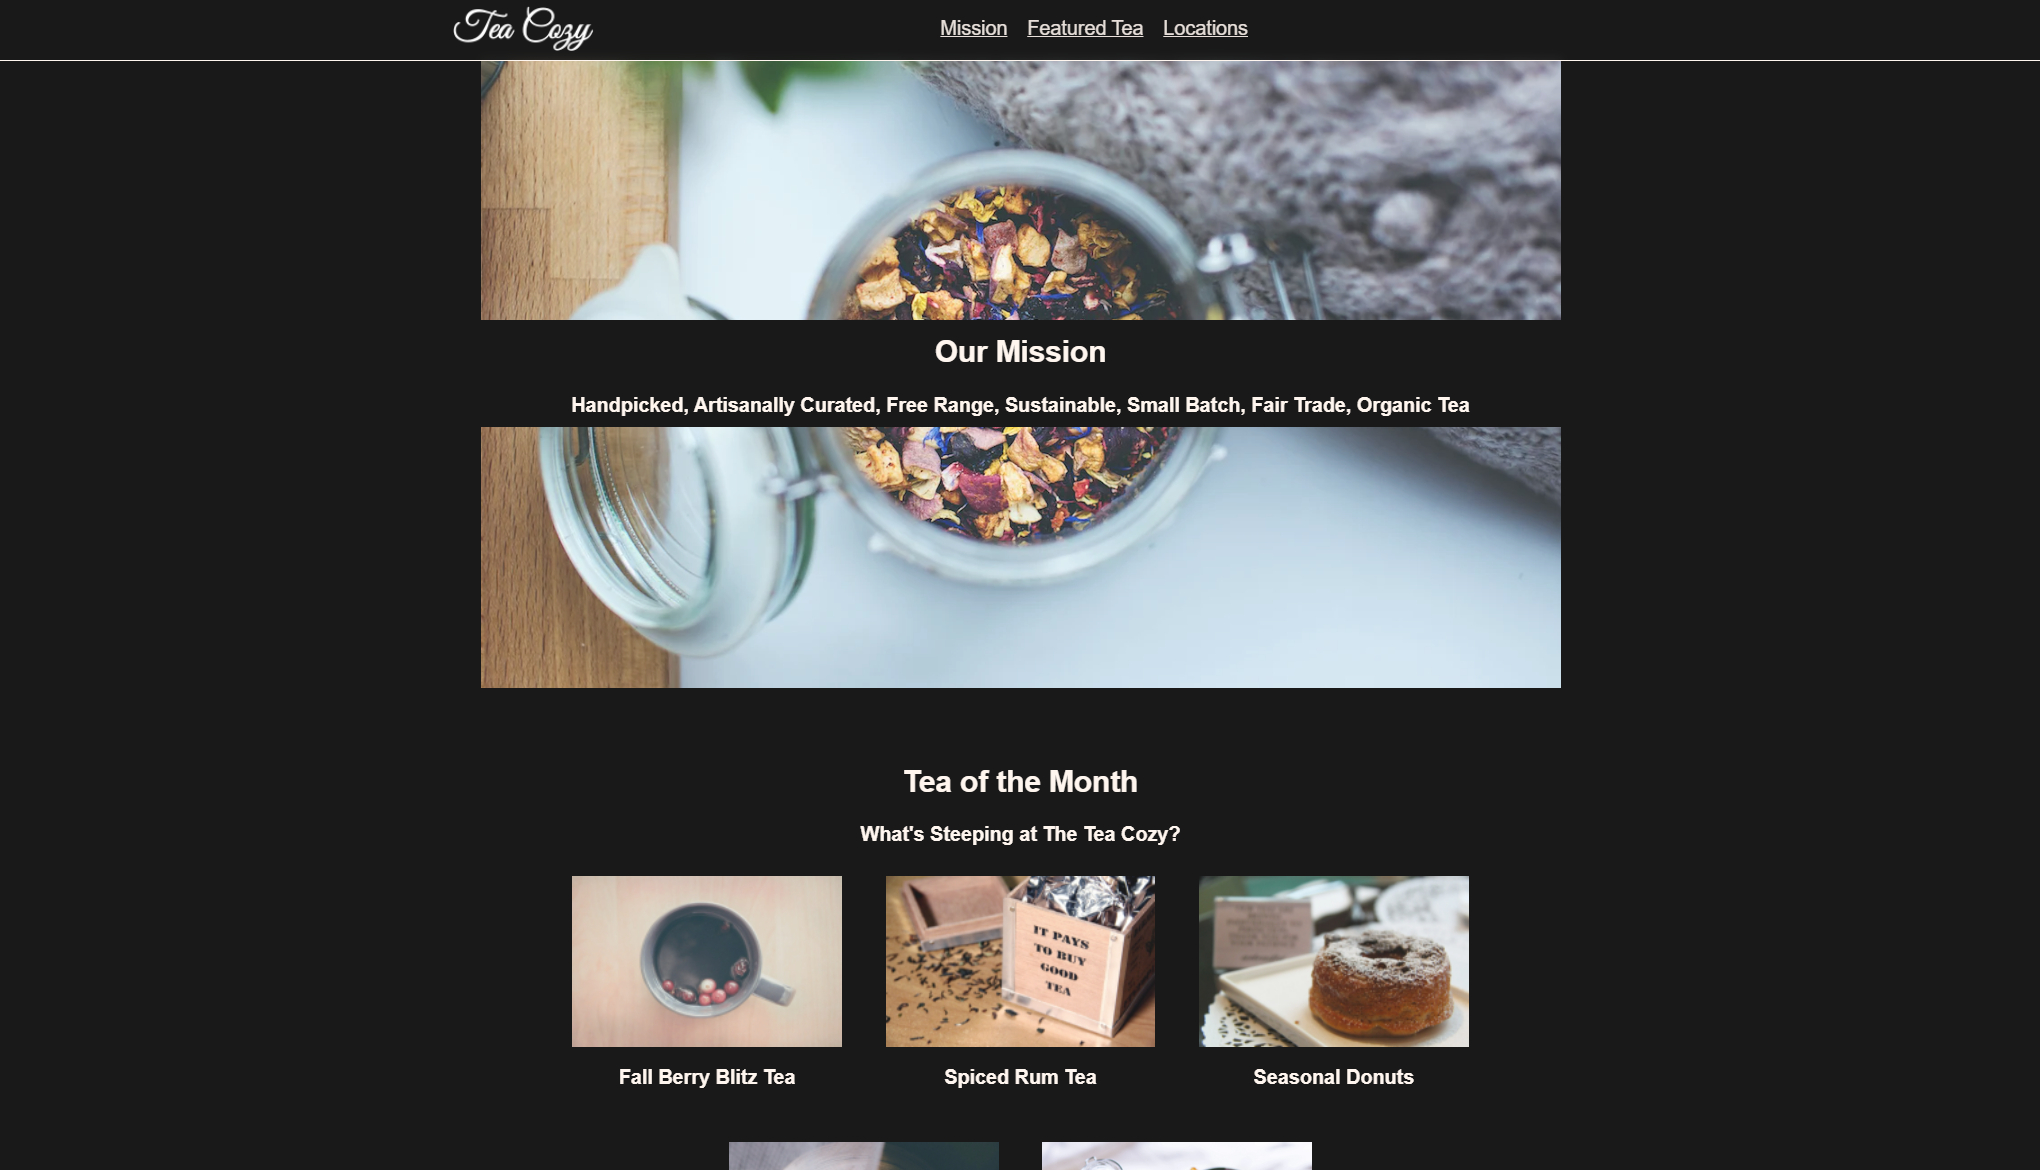 Tea Cozy
Mission Featured Tea Locations
Our Mission
Handpicked, Artisanally Curated, Free Range, Sustainable, Small Batch, Fair Trade, Organic Tea
Tea of the Month
What's Steeping at The Tea Cozy?
IT PAYS
TO BUY
GOOD
TEA
Fall Berry Blitz Tea
Spiced Rum Tea
Seasonal Donuts